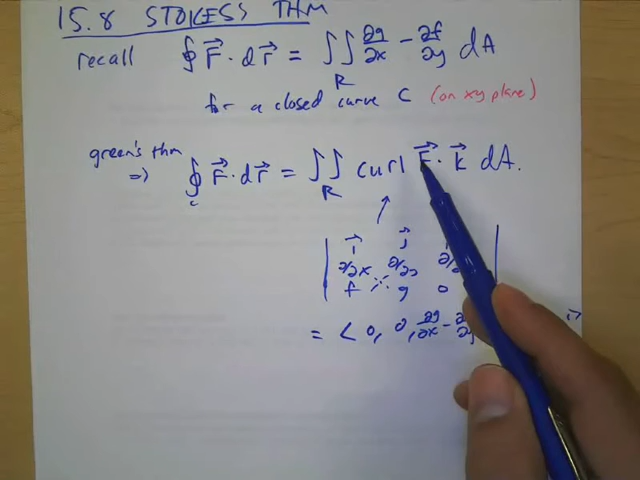 15.8 STOKES'S THM
recall ∮ F⃗ · dr⃗ = ∬ ∂g/∂x − ∂f/∂y dA
R
for a closed curve C (on xy plane)
green's thm
⇒ ∮ F⃗ · dr⃗ = ∬ curl F⃗ · k⃗ dA.
c R
| i⃗ j⃗
∂/∂x ∂/∂y ∂/
f g 0 |
= < 0, 0, ∂g/∂x −